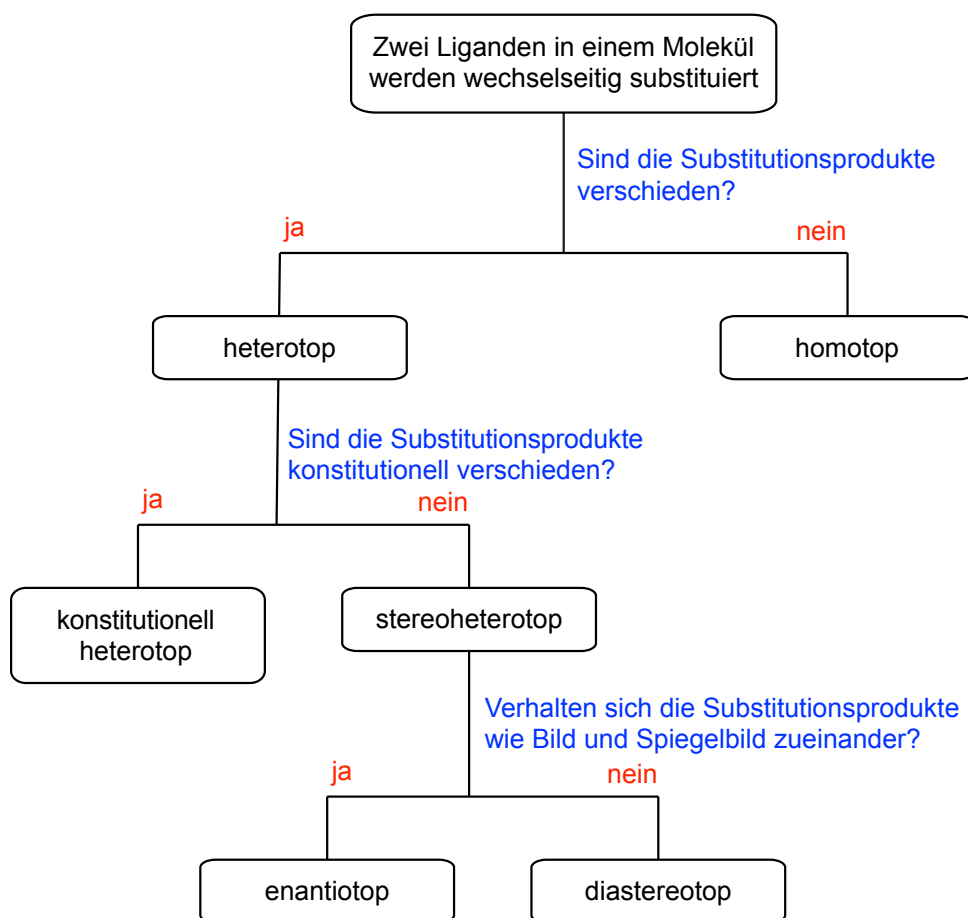 Zwei Liganden in einem Molekül
werden wechselseitig substituiert
Sind die Substitutionsprodukte
verschieden?
ja
nein
heterotop
homotop
Sind die Substitutionsprodukte
konstitutionell verschieden?
ja
nein
konstitutionell
heterotop
stereoheterotop
Verhalten sich die Substitutionsprodukte
wie Bild und Spiegelbild zueinander?
ja
nein
enantiotop
diastereotop